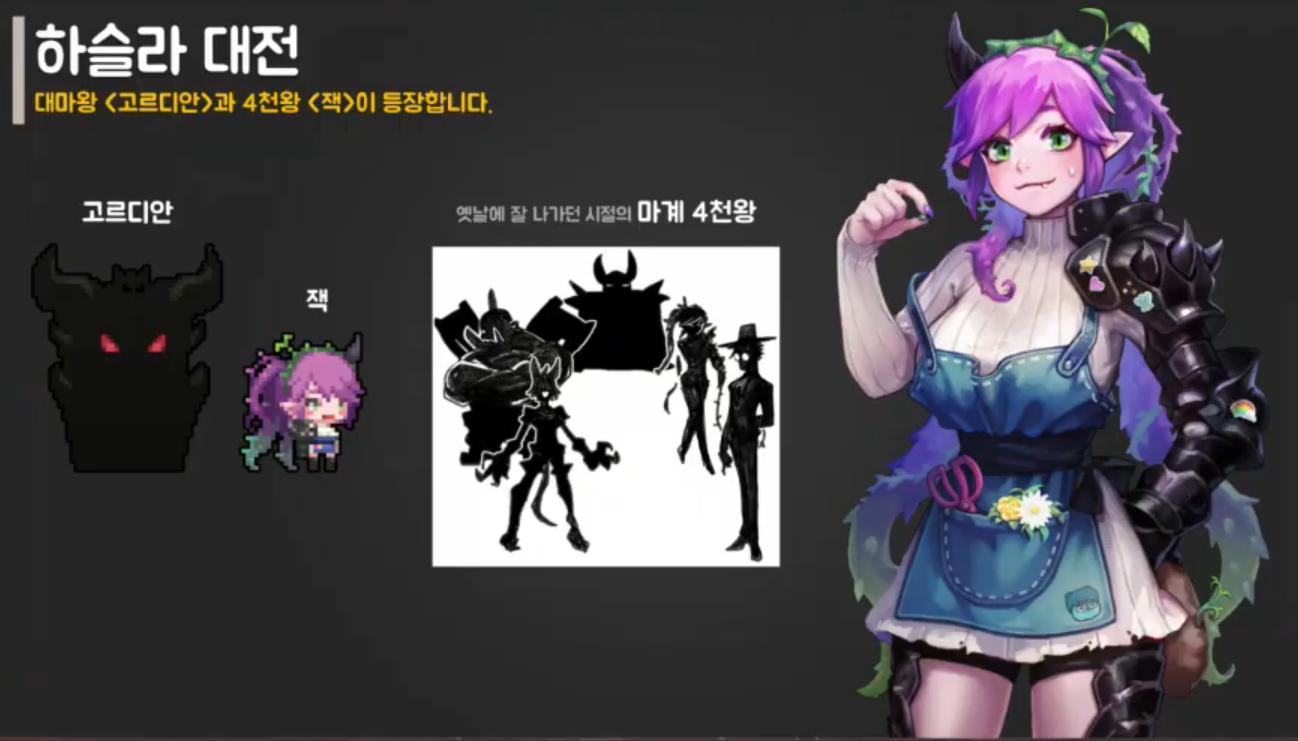 하슬라 대전
대마왕 <고르디안>과 4천왕 <잭>이 등장합니다.
고르디안
잭
옛날에 잘 나가던 시절의 마계 4천왕